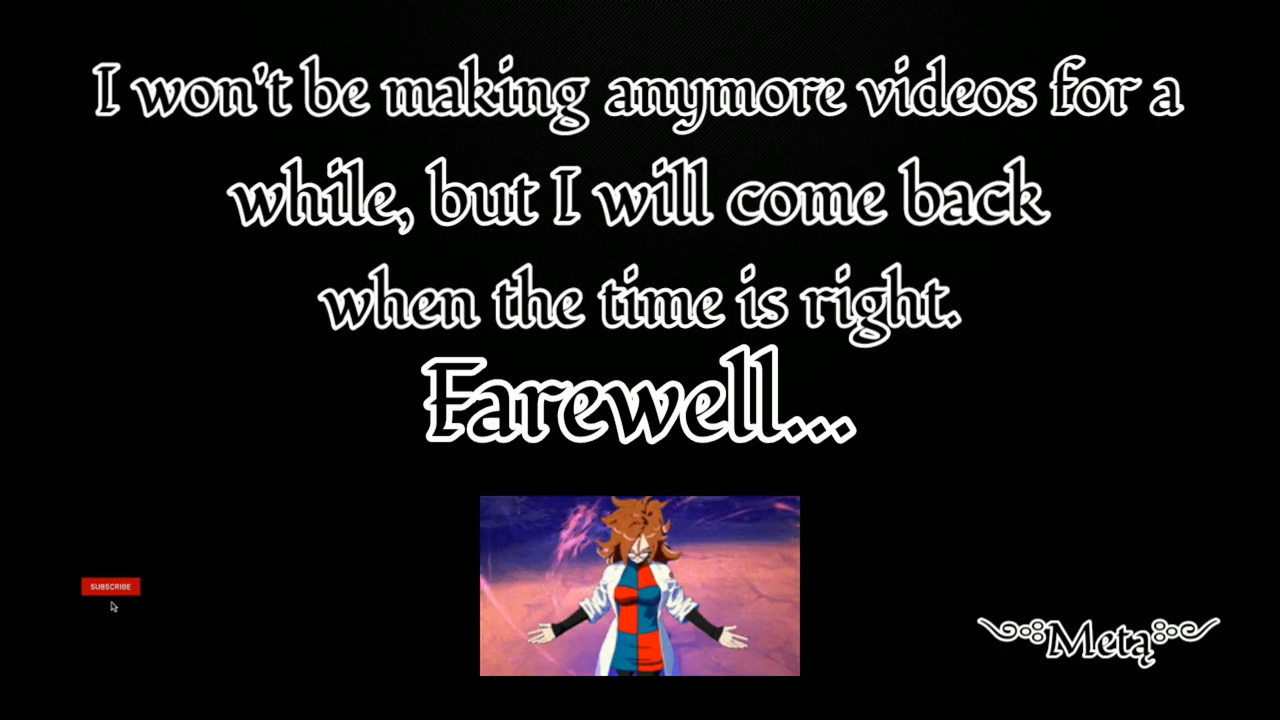 I won't be making anymore videos for a
while, but I will come back
when the time is right.
Farewell...
SUBSCRIBE
Metą